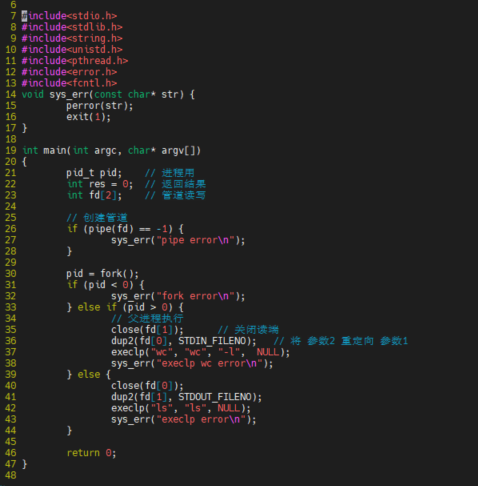 6
7 #include<stdio.h>
8 #include<stdlib.h>
9 #include<string.h>
10 #include<unistd.h>
11 #include<pthread.h>
12 #include<error.h>
13 #include<fcntl.h>
14 void sys_err(const char* str) {
15         perror(str);
16         exit(1);
17 }
18
19 int main(int argc, char* argv[])
20 {
21         pid_t pid;    // 进程用
22         int res = 0;  // 返回结果
23         int fd[2];    // 管道读写
24
25         // 创建管道
26         if (pipe(fd) == -1) {
27                 sys_err("pipe error\n");
28         }
29
30         pid = fork();
31         if (pid < 0) {
32                 sys_err("fork error\n");
33         } else if (pid > 0) {
34                 // 父进程执行
35                 close(fd[1]);      // 关闭读端
36                 dup2(fd[0], STDIN_FILENO);   // 将 参数2 重定向 参数1
37                 execlp("wc", "wc", "-l",  NULL);
38                 sys_err("execlp wc error\n");
39         } else {
40                 close(fd[0]);
41                 dup2(fd[1], STDOUT_FILENO);
42                 execlp("ls", "ls", NULL);
43                 sys_err("execlp error\n");
44         }
45
46         return 0;
47 }
48